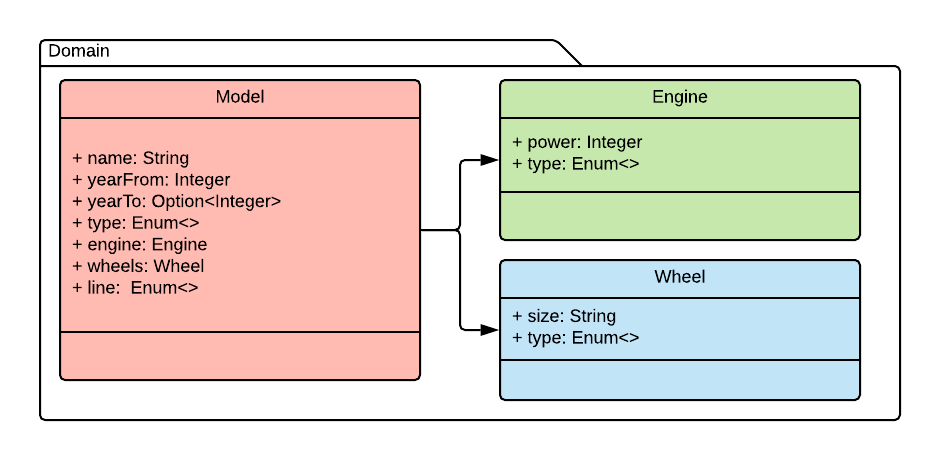 Domain
Model
+ name: String
+ yearFrom: Integer
+ yearTo: Option<Integer>
+ type: Enum<>
+ engine: Engine
+ wheels: Wheel
+ line:  Enum<>
Engine
+ power: Integer
+ type: Enum<>
Wheel
+ size: String
+ type: Enum<>